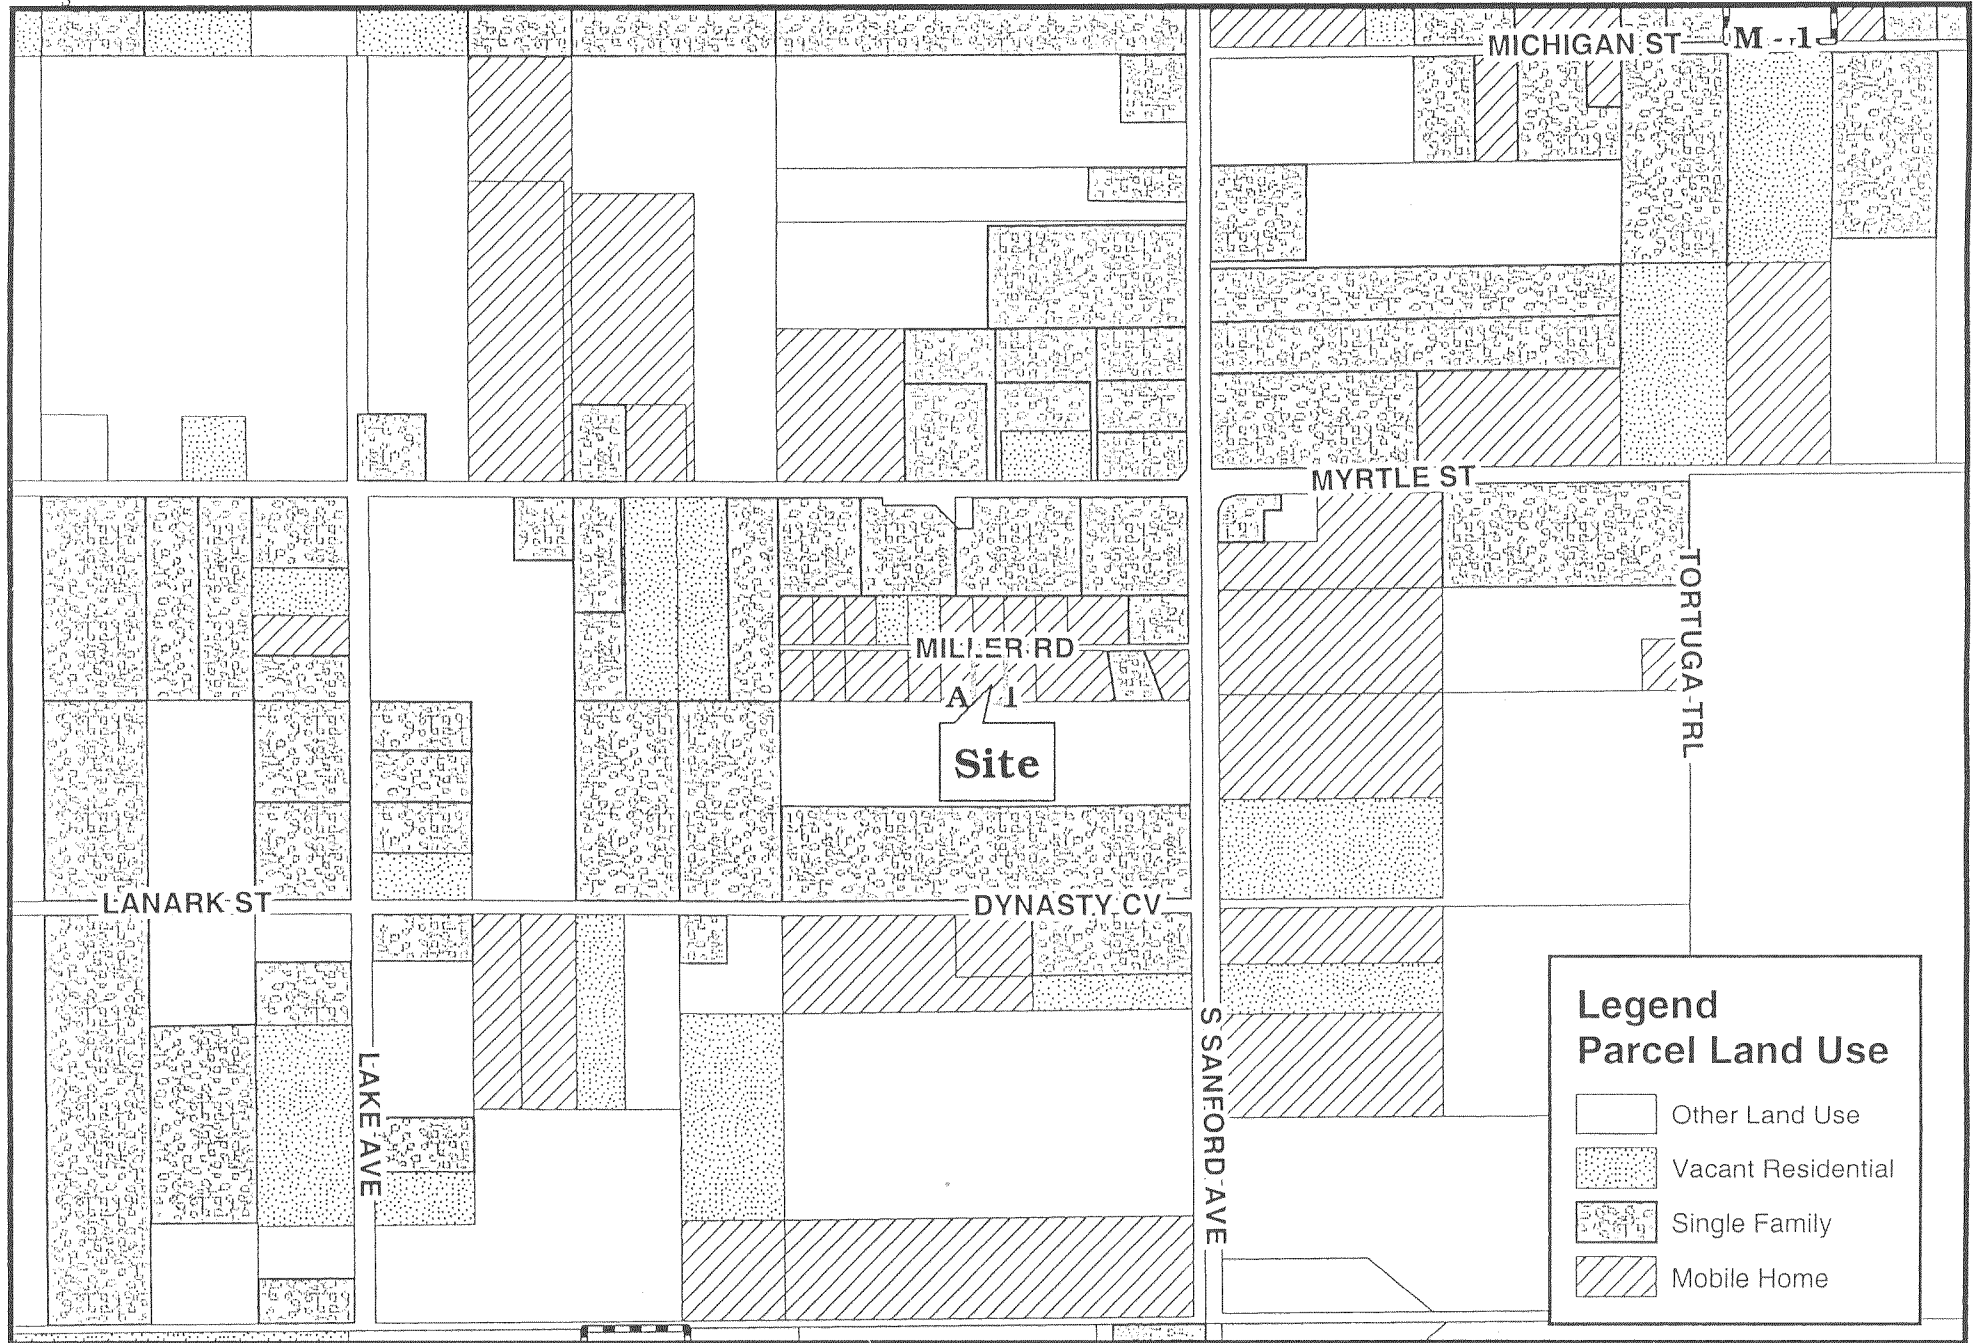 MICHIGAN ST
M - 1
MYRTLE ST
TORTUGA TRL
MILLER RD
A 1
Site
LANARK ST
DYNASTY CV
LAKE AVE
S SANFORD AVE
Legend
Parcel Land Use
Other Land Use
Vacant Residential
Single Family
Mobile Home